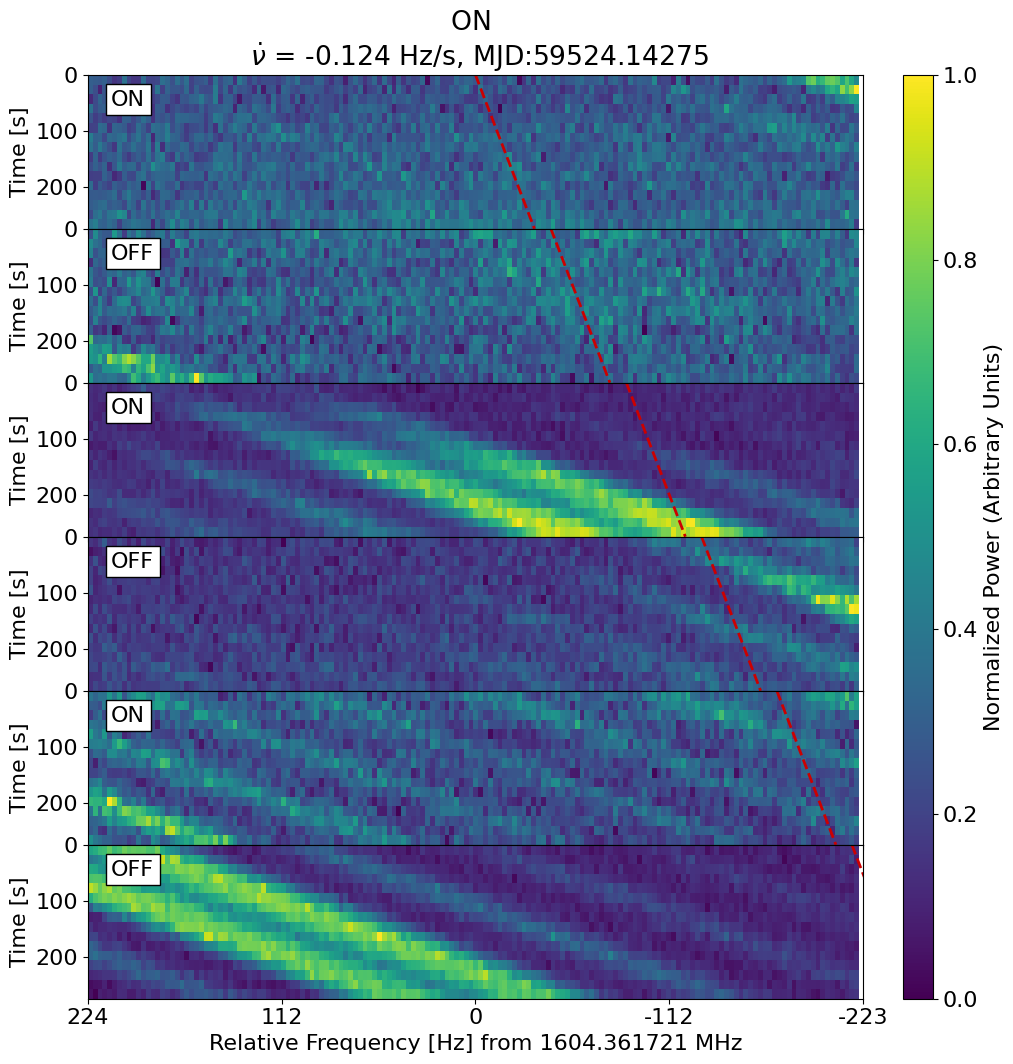 ON
ν̇ = -0.124 Hz/s, MJD:59524.14275
0
100
200
Time [s]
ON
0
100
200
Time [s]
OFF
0
100
200
Time [s]
ON
0
100
200
Time [s]
OFF
0
100
200
Time [s]
ON
0
100
200
Time [s]
OFF
224 112 0 -112 -223
Relative Frequency [Hz] from 1604.361721 MHz
1.0
0.8
0.6
0.4
0.2
0.0
Normalized Power (Arbitrary Units)